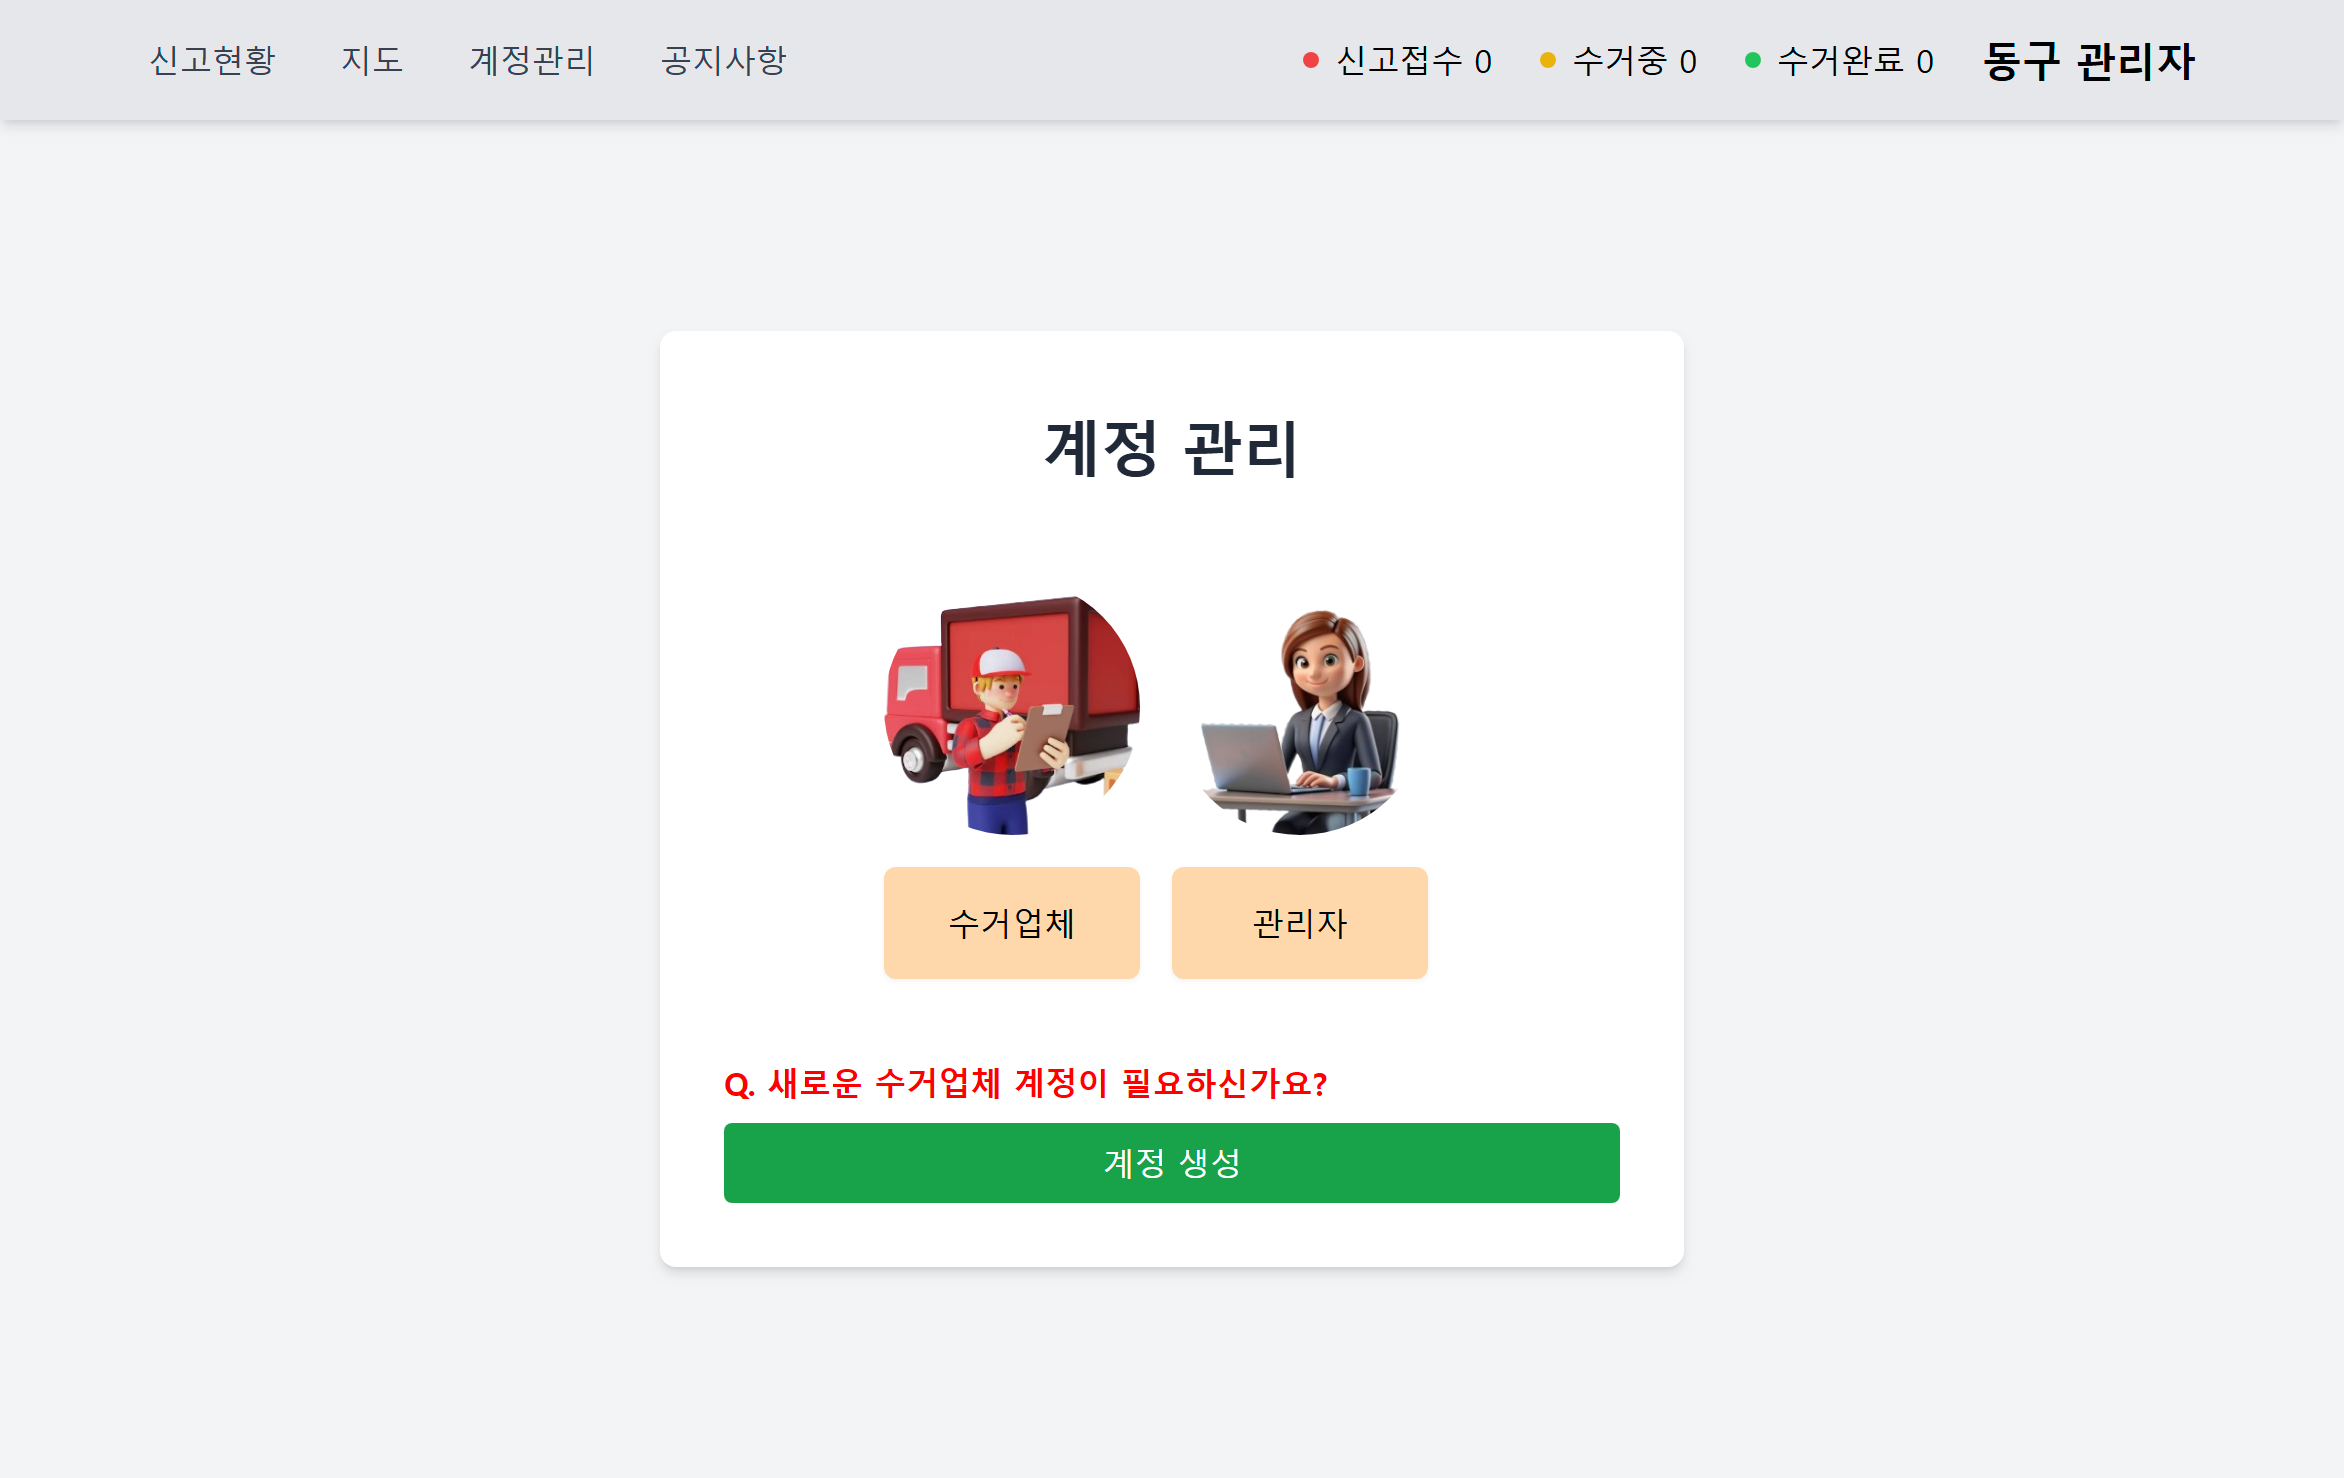 신고현황 지도 계정관리 공지사항 신고접수 0 수거중 0 수거완료 0 동구 관리자
계정 관리
수거업체 관리자
Q. 새로운 수거업체 계정이 필요하신가요?
계정 생성